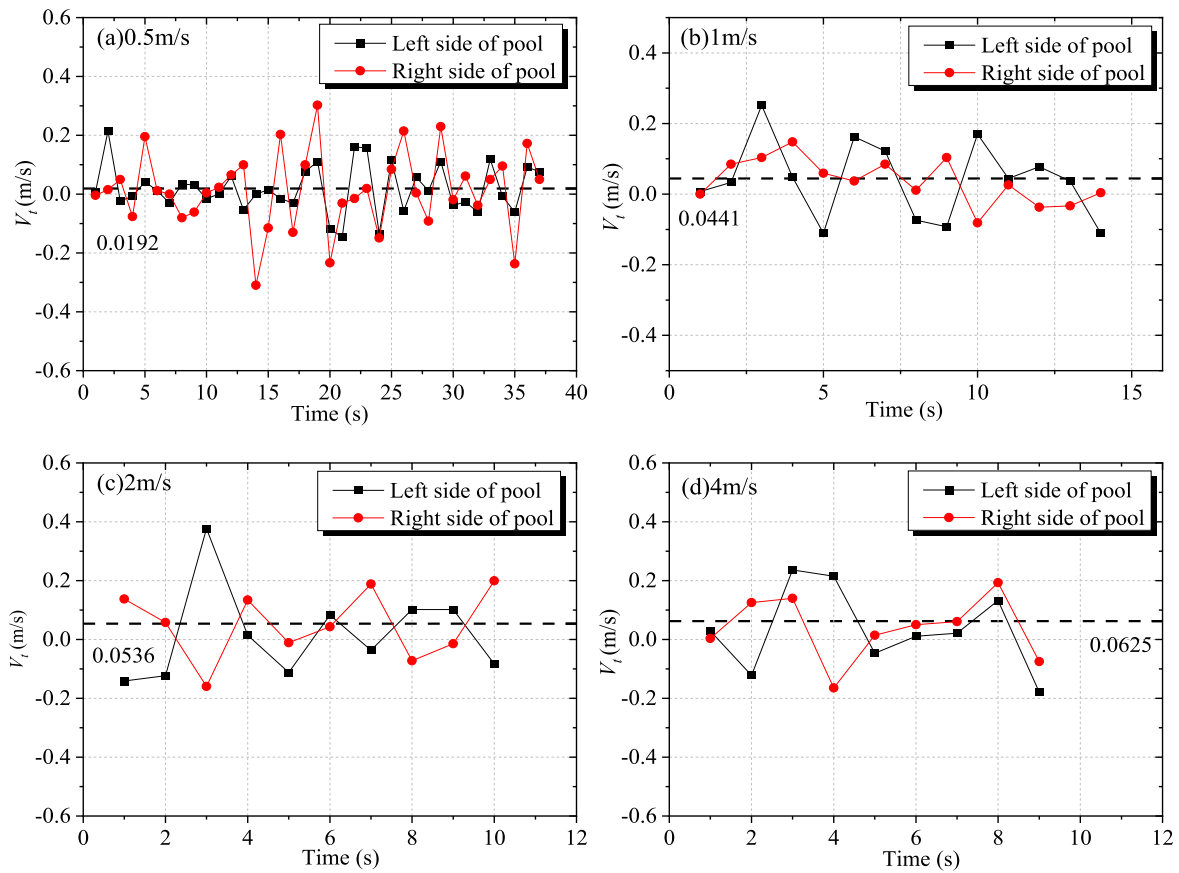 (a)0.5m/s
Left side of pool
Right side of pool
0.6
0.4
0.2
0.0
-0.2
-0.4
-0.6
V_t (m/s)
0.0192
0
5
10
15
20
25
30
35
40
Time (s)
(b)1m/s
Left side of pool
Right side of pool
0.4
0.2
0.0
-0.2
-0.4
V_t (m/s)
0.0441
0
5
10
15
Time (s)
(c)2m/s
Left side of pool
Right side of pool
0.6
0.4
0.2
0.0
-0.2
-0.4
-0.6
V_t (m/s)
0.0536
0
2
4
6
8
10
12
Time (s)
(d)4m/s
Left side of pool
Right side of pool
0.6
0.4
0.2
0.0
-0.2
-0.4
-0.6
V_t (m/s)
0.0625
0
2
4
6
8
10
12
Time (s)